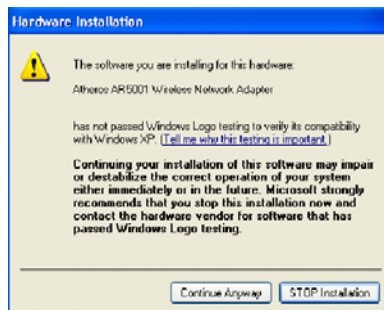 Hardware Installation
The software you are installing for this hardware:
Atheros AR5001 Wireless Network Adapter
has not passed Windows Logo testing to verify its compatibility
with Windows XP. (Tell me why this testing is important.)
Continuing your installation of this software may impair
or destabilize the correct operation of your system
either immediately or in the future. Microsoft strongly
recommends that you stop this installation now and
contact the hardware vendor for software that has
passed Windows Logo testing.
Continue Anyway
STOP Installation